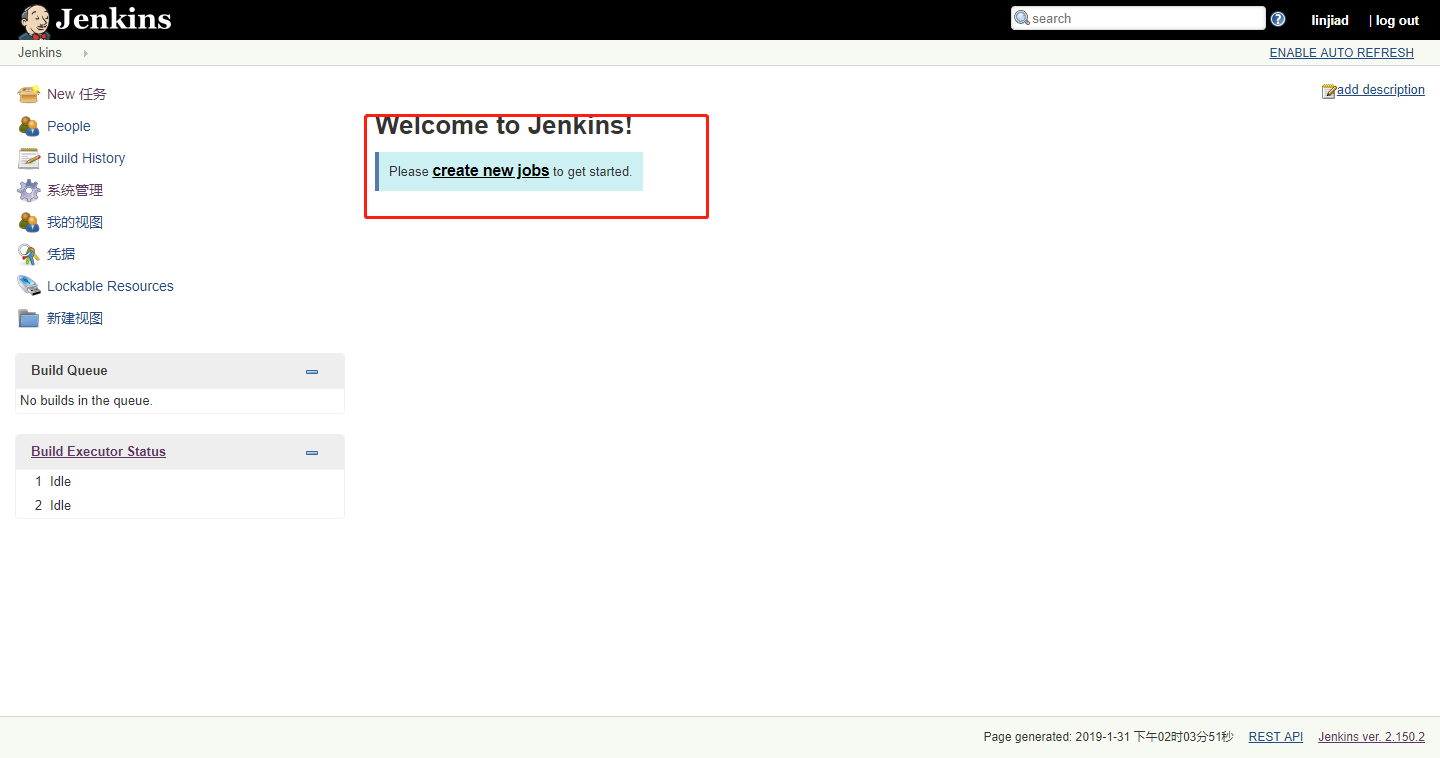 Jenkins
search
linjiad
| log out
Jenkins
ENABLE AUTO REFRESH
add description
New 任务
People
Build History
系统管理
我的视图
凭据
Lockable Resources
新建视图
Welcome to Jenkins!
Please create new jobs to get started.
Build Queue
No builds in the queue.
Build Executor Status
1 Idle
2 Idle
Page generated: 2019-1-31 下午02时03分51秒 REST API Jenkins ver. 2.150.2